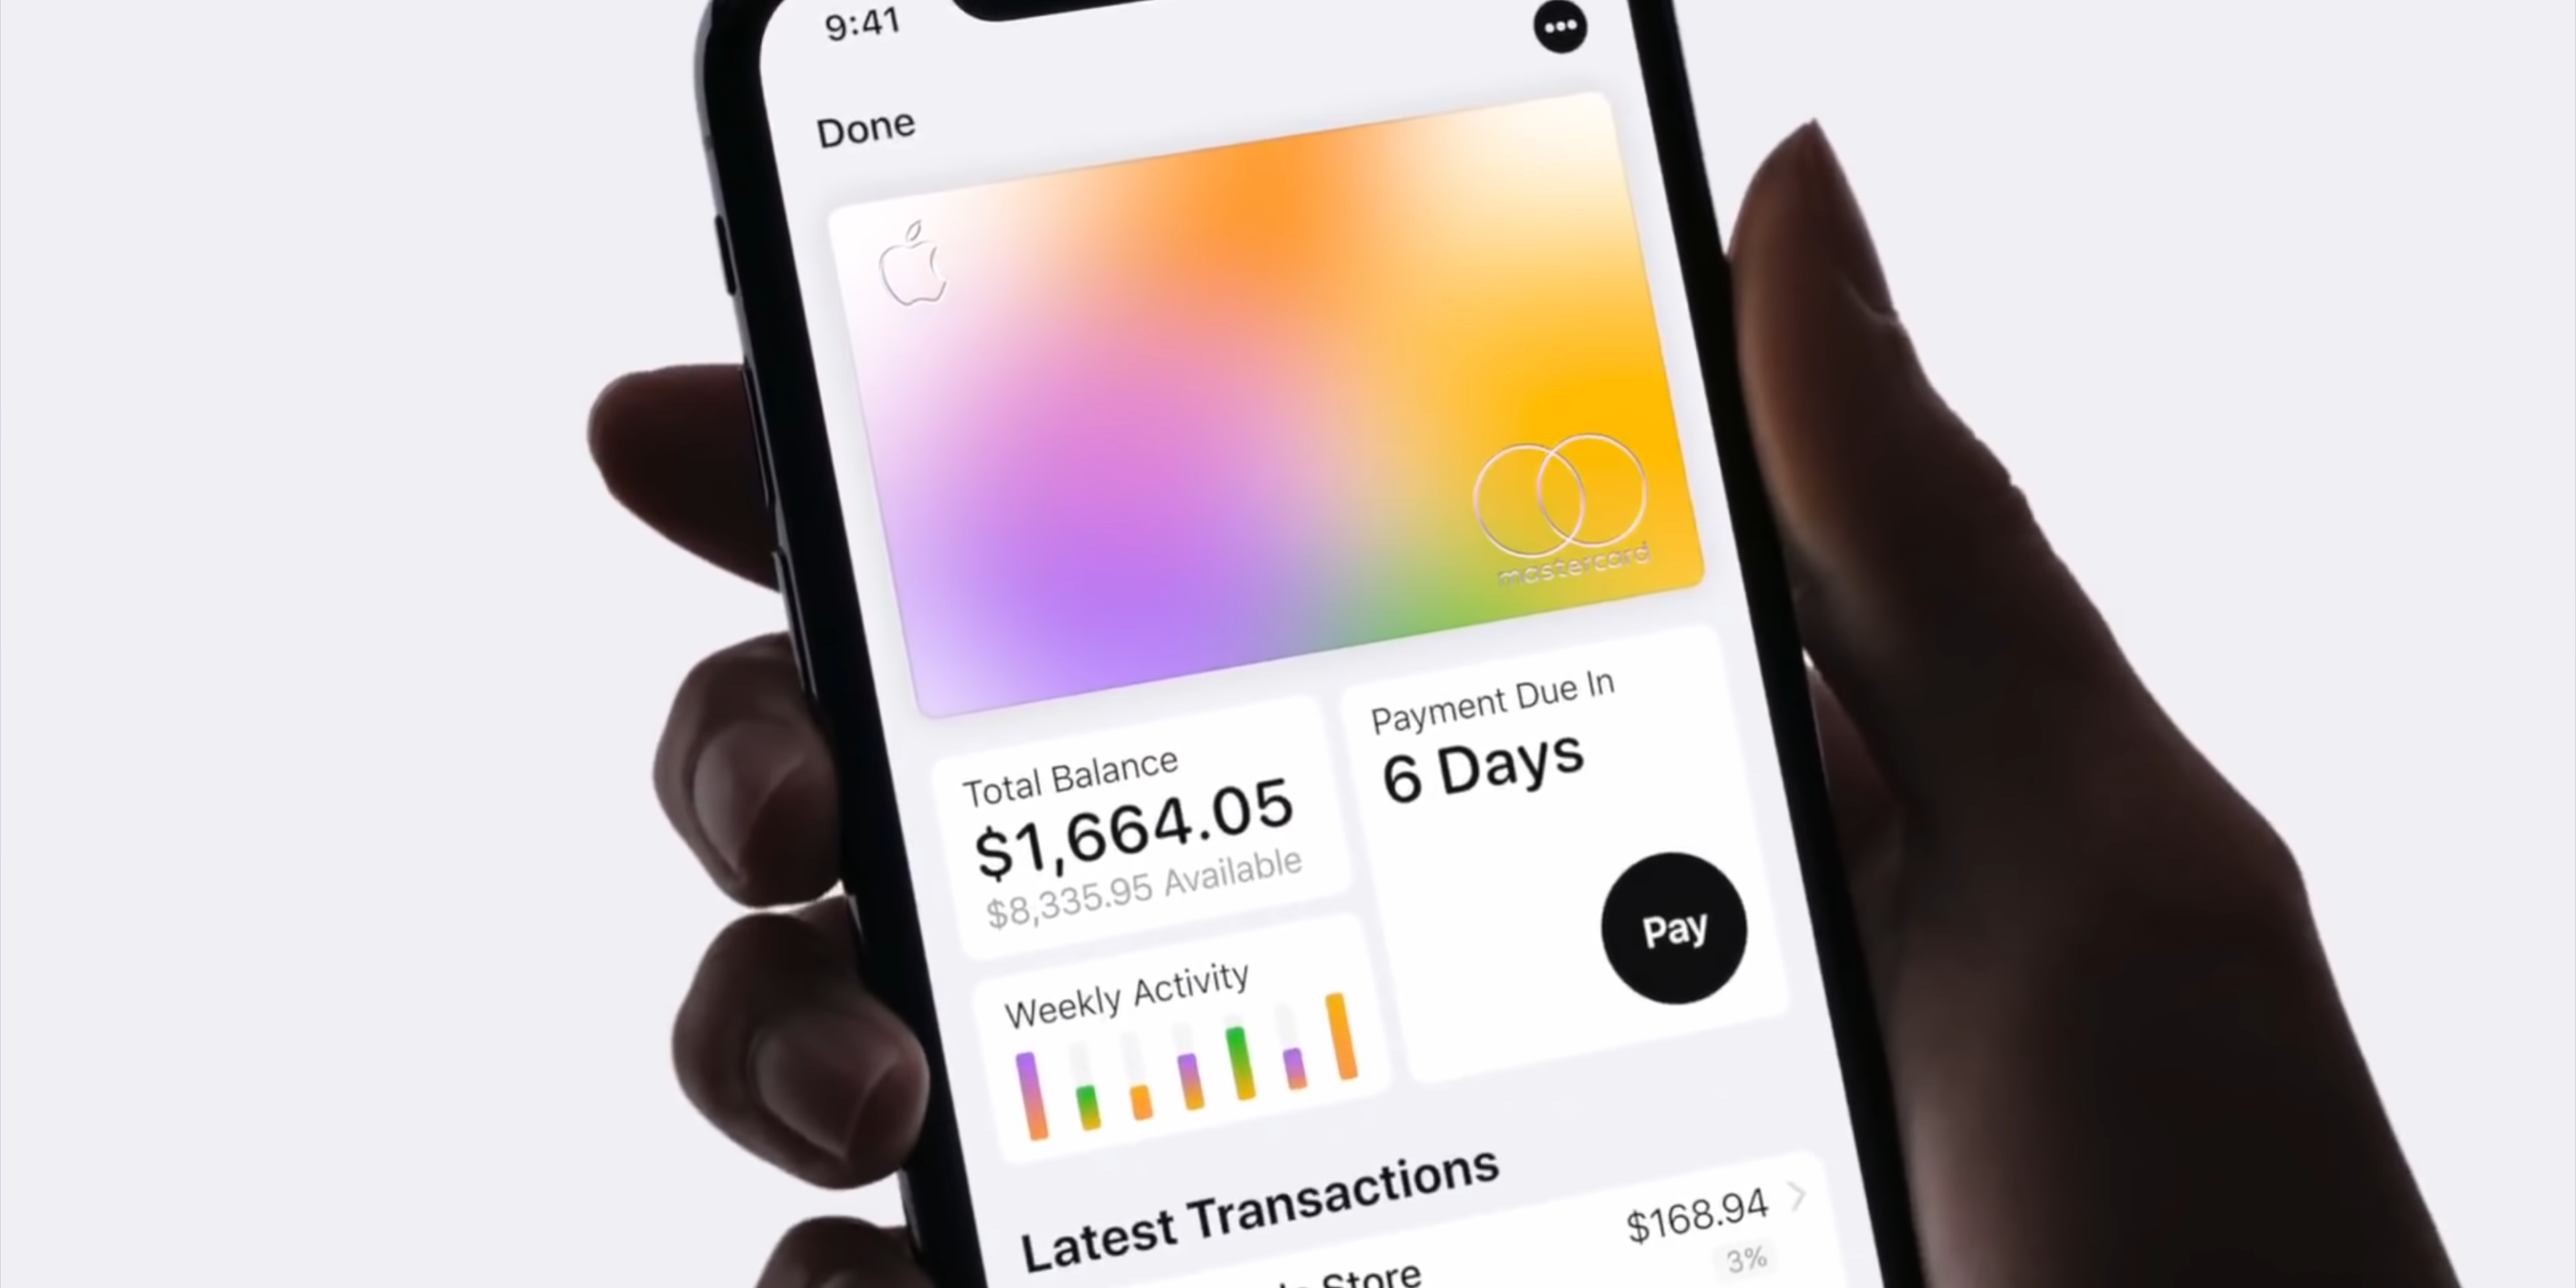 9:41
Done
mastercard
Total Balance
$1,664.05
$8,335.95 Available
Payment Due In
6 Days
Pay
Weekly Activity
Latest Transactions
$168.94
Store
3%